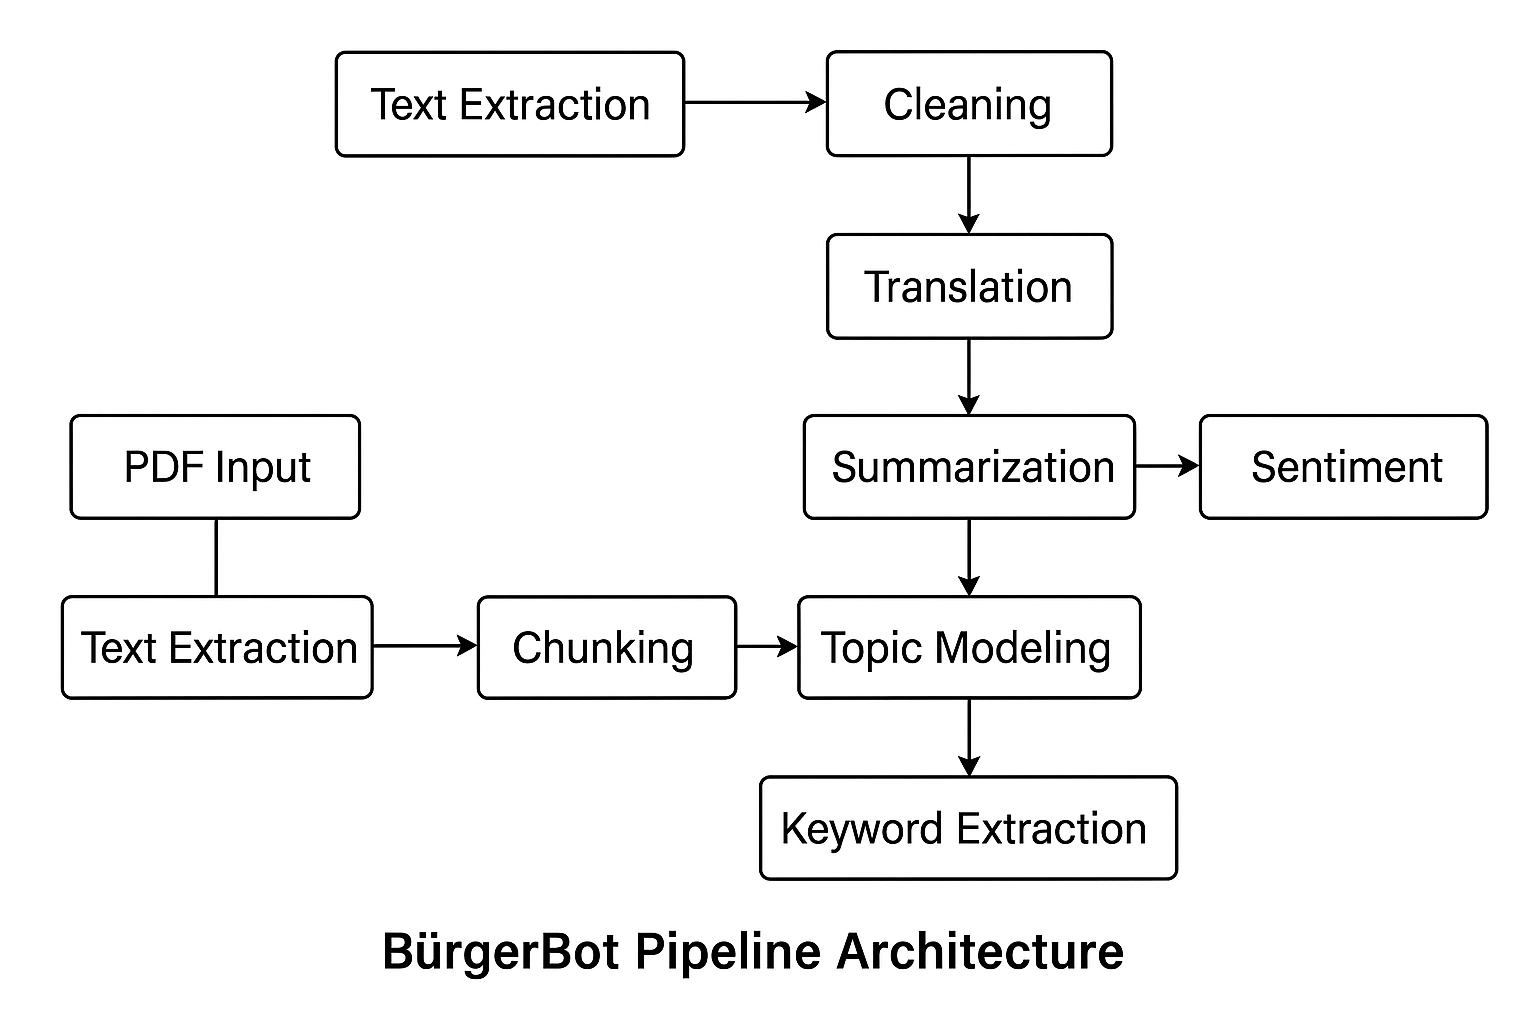 Text Extraction
Cleaning
Translation
PDF Input
Summarization
Sentiment
Text Extraction
Chunking
Topic Modeling
Keyword Extraction
BürgerBot Pipeline Architecture